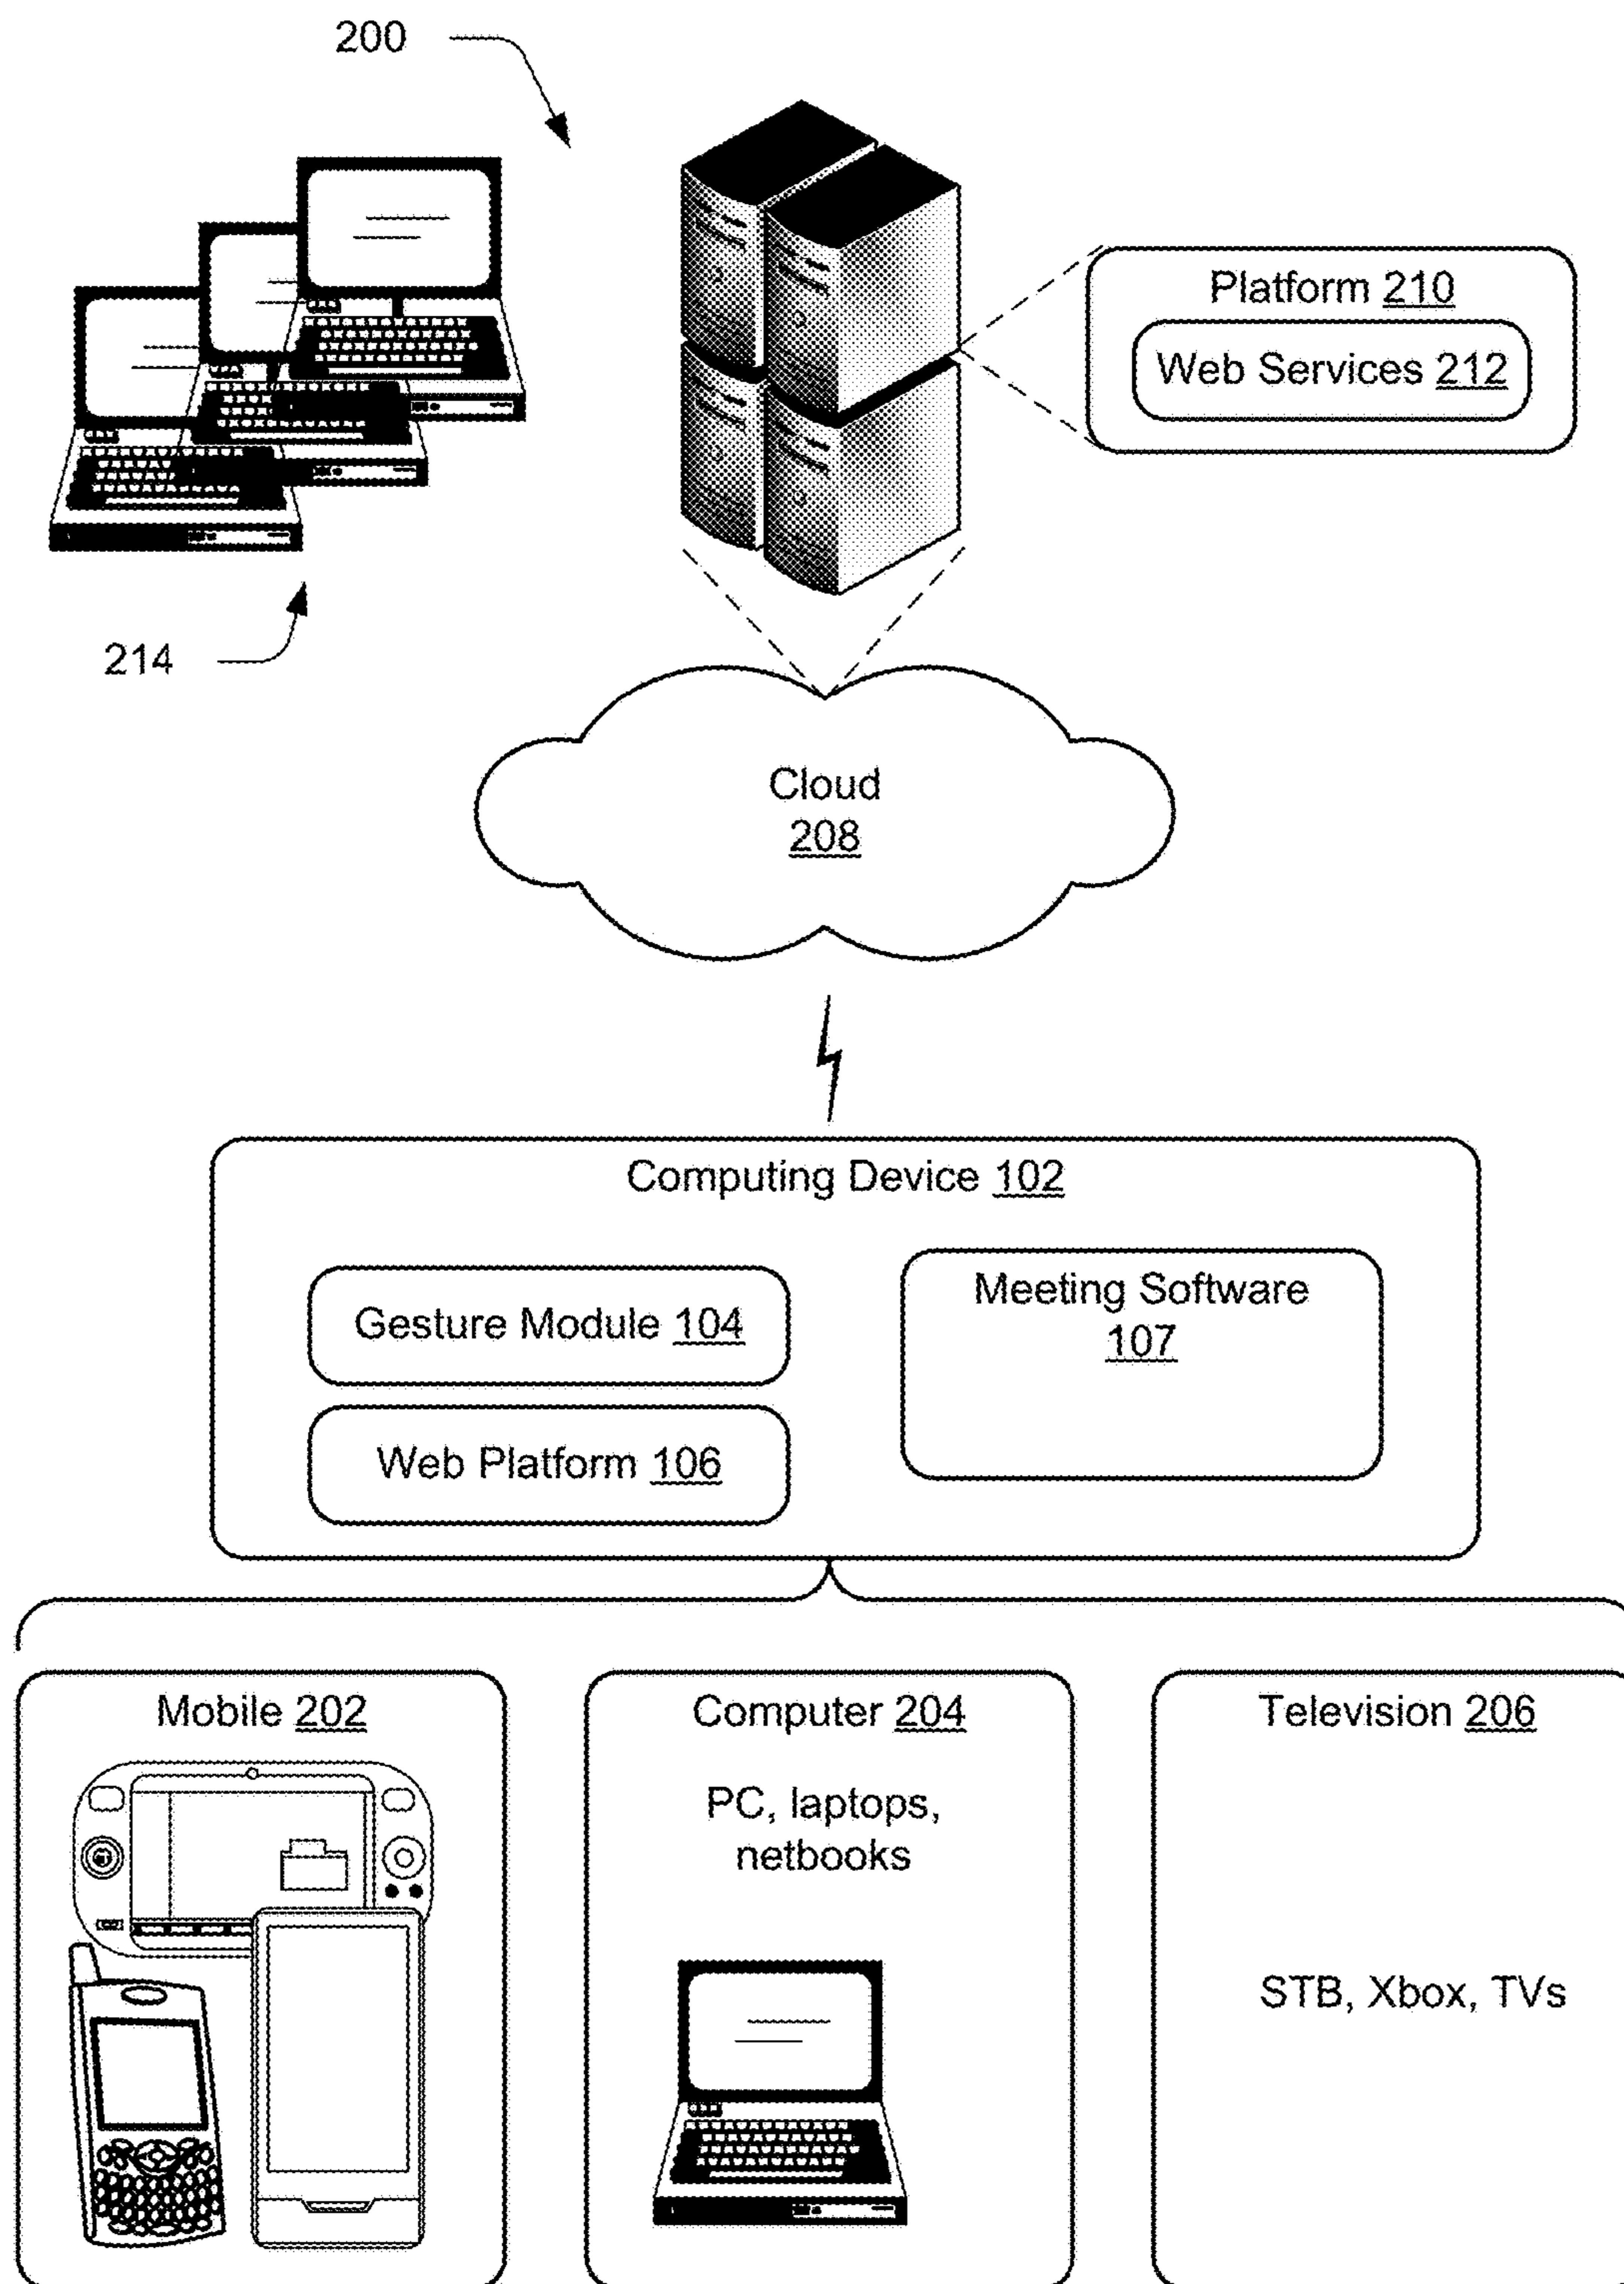 200
Platform 210
Web Services 212
214
Cloud
208
Computing Device 102
Gesture Module 104
Meeting Software
107
Web Platform 106
Mobile 202
Computer 204
PC, laptops,
netbooks
Television 206
STB, Xbox, TVs